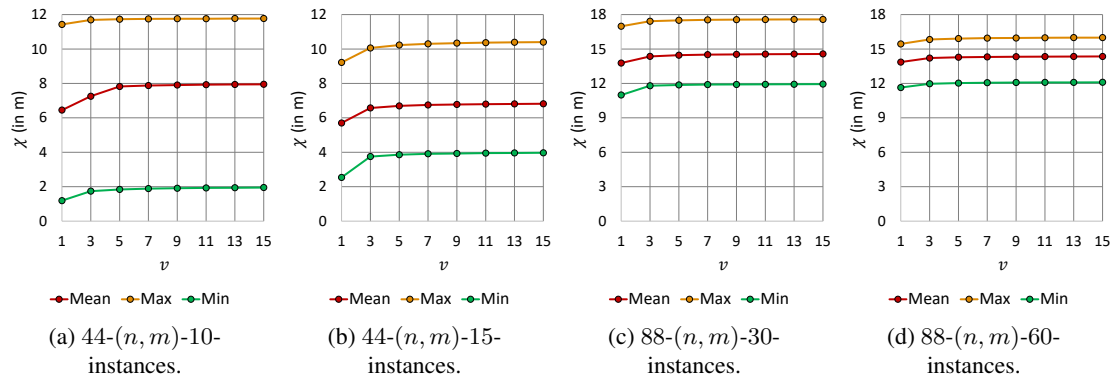 12
10
8
6
4
2
0
χ (in m)
1 3 5 7 9 11 13 15
v
Mean Max Min
(a) 44-(n, m)-10-
instances.
12
10
8
6
4
2
0
χ (in m)
1 3 5 7 9 11 13 15
v
Mean Max Min
(b) 44-(n, m)-15-
instances.
18
15
12
9
6
3
0
χ (in m)
1 3 5 7 9 11 13 15
v
Mean Max Min
(c) 88-(n, m)-30-
instances.
18
15
12
9
6
3
0
χ (in m)
1 3 5 7 9 11 13 15
v
Mean Max Min
(d) 88-(n, m)-60-
instances.